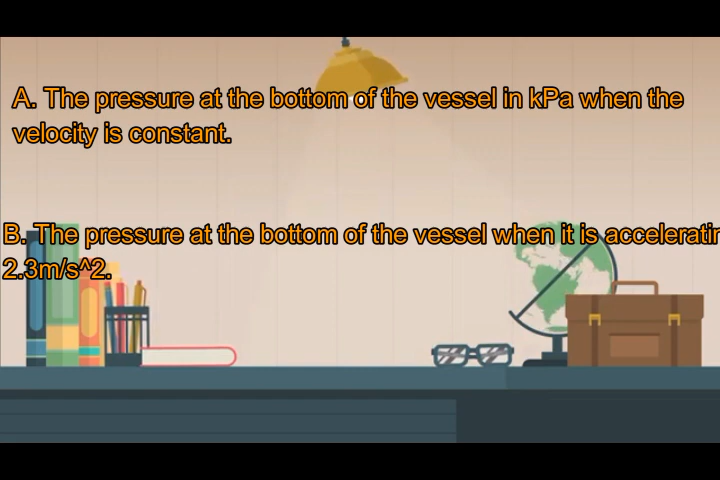 A. The pressure at the bottom of the vessel in kPa when the
velocity is constant.
B. The pressure at the bottom of the vessel when it is acceleratin
2.3m/s^2.